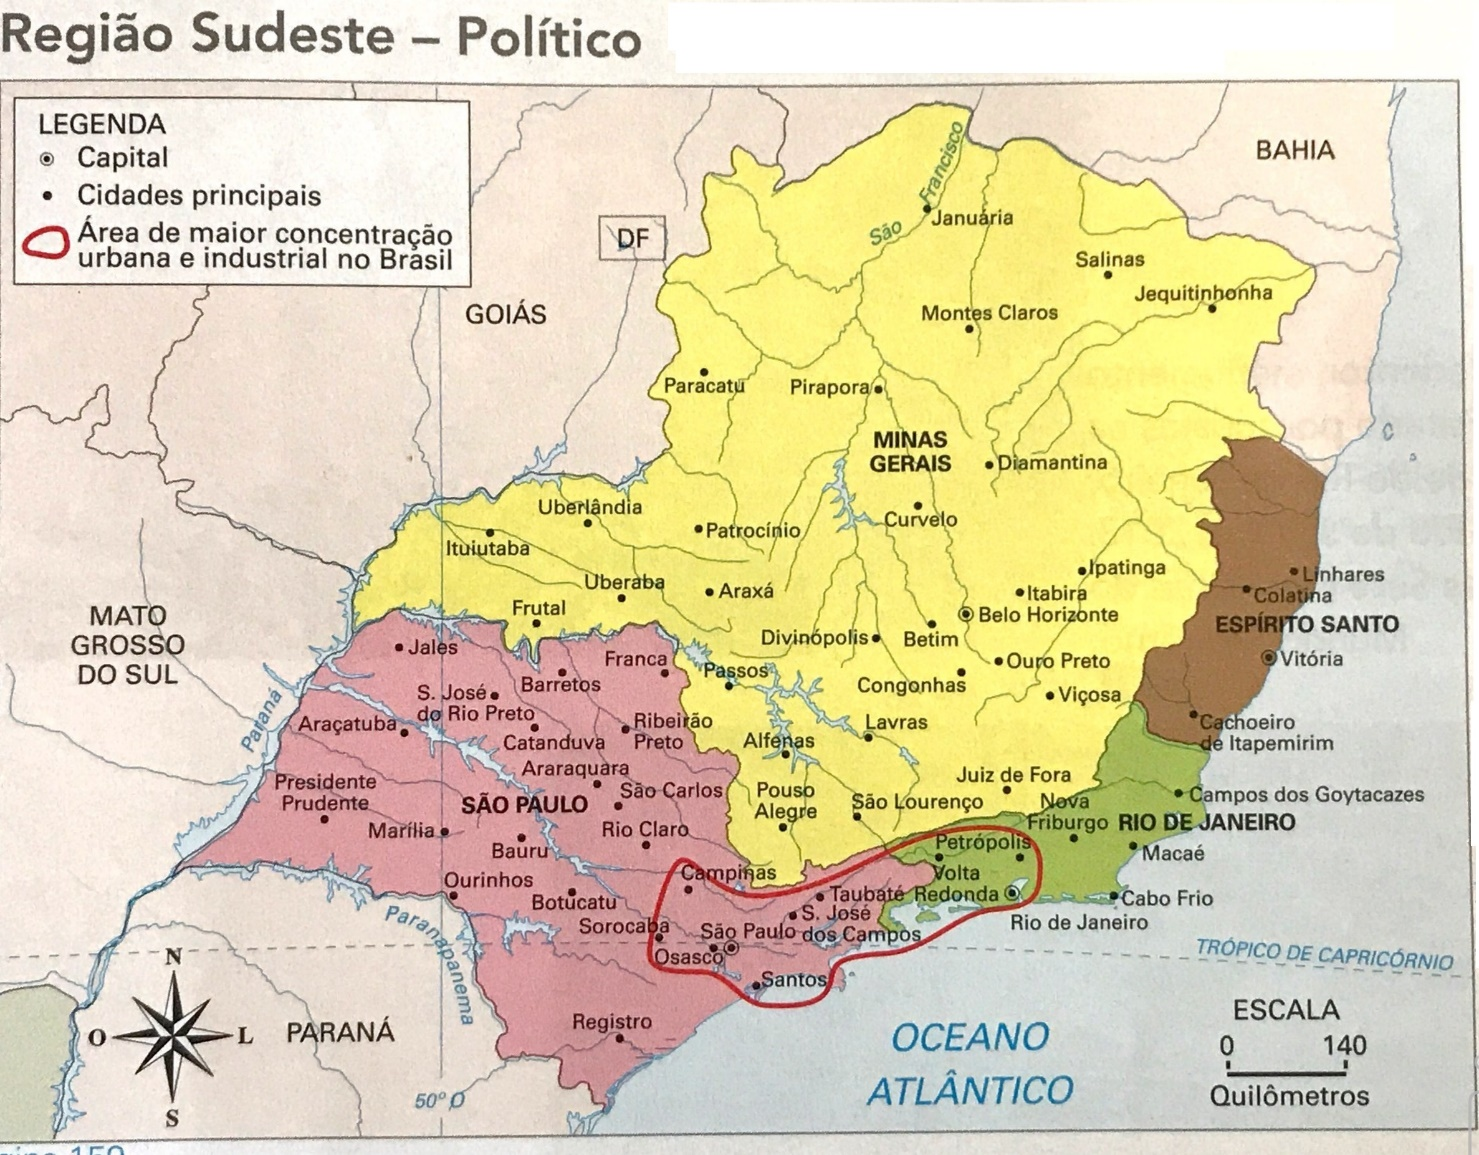 Região Sudeste – Político
LEGENDA
Capital
Cidades principais
Área de maior concentração
urbana e industrial no Brasil
BAHIA
DF
GOIÁS
São Francisco
Januária
Salinas
Jequitinhonha
Montes Claros
Paracatu
Pirapora
MINAS
GERAIS
Diamantina
Uberlândia
Patrocínio
Curvelo
Ituiutaba
Ipatinga
Linhares
Colatina
Uberaba
Araxá
Itabira
Belo Horizonte
Frutal
Divinópolis
Betim
ESPÍRITO SANTO
MATO
GROSSO
DO SUL
Jales
Franca
Passos
Ouro Preto
Vitória
Barretos
Congonhas
Viçosa
Paraná
S. José
do Rio Preto
Araçatuba
Ribeirão
Preto
Lavras
Cachoeiro
de Itapemirim
Catanduva
Alfenas
Araraquara
Juiz de Fora
Presidente
Prudente
SÃO PAULO
São Carlos
Pouso
Alegre
São Lourenço
Nova
Friburgo
Campos dos Goytacazes
RIO DE JANEIRO
Marília
Rio Claro
Bauru
Petrópolis
Macaé
Campinas
Volta
Redonda
Ourinhos
Botucatu
Taubaté
Cabo Frio
Paranapanema
Sorocaba
São Paulo
S. José
dos Campos
Rio de Janeiro
Osasco
TRÓPICO DE CAPRICÓRNIO
Santos
N
O
L
S
PARANÁ
Registro
OCEANO
ATLÂNTICO
ESCALA
0 140
Quilômetros
50° O